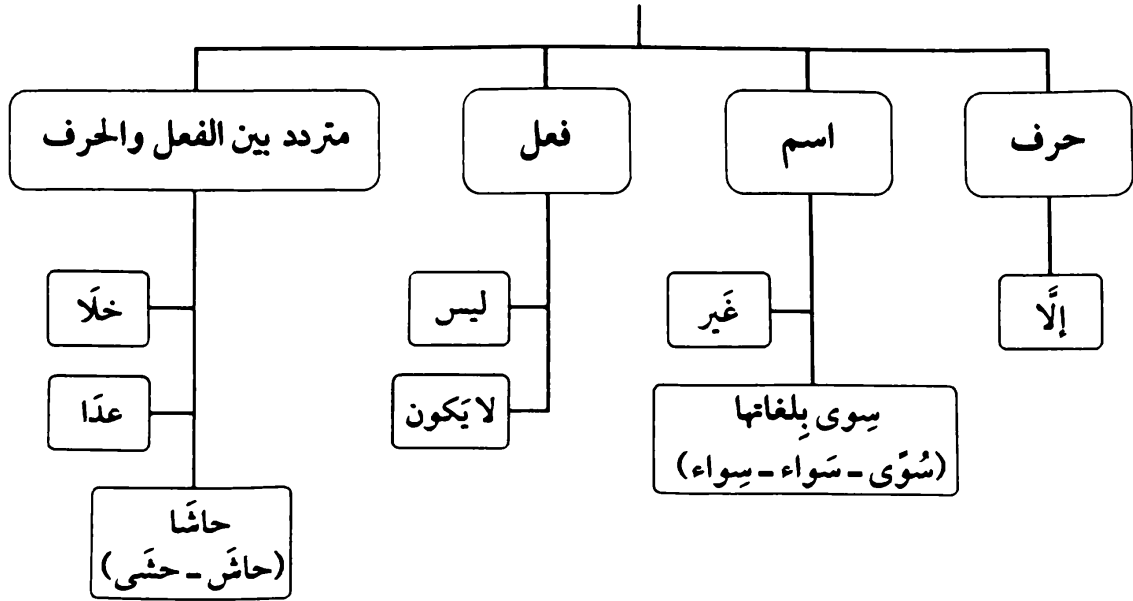 حرف
اسم
فعل
متردد بين الفعل والحرف
إلَّا
غَير
سِوى بِلغاتها
(سُوًى - سَواء - سِواء)
ليس
لا يَكون
خلَا
عدَا
حاشَا
(حاشَ - حشَى)